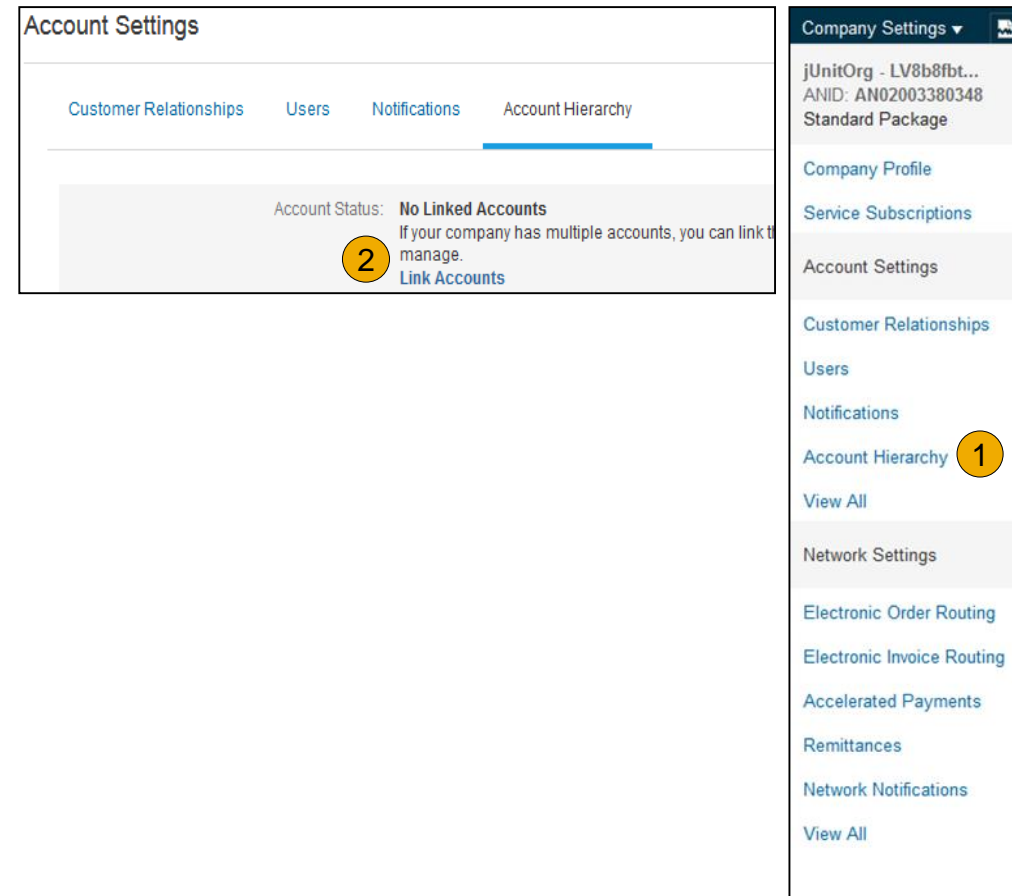 Account Settings
Customer Relationships Users Notifications Account Hierarchy
Account Status: No Linked Accounts
If your company has multiple accounts, you can link
manage.
2
Link Accounts
Company Settings ▾
jUnitOrg - LV8b8fbt...
ANID: AN02003380348
Standard Package
Company Profile
Service Subscriptions
Account Settings
Customer Relationships
Users
Notifications
Account Hierarchy 1
View All
Network Settings
Electronic Order Routing
Electronic Invoice Routing
Accelerated Payments
Remittances
Network Notifications
View All